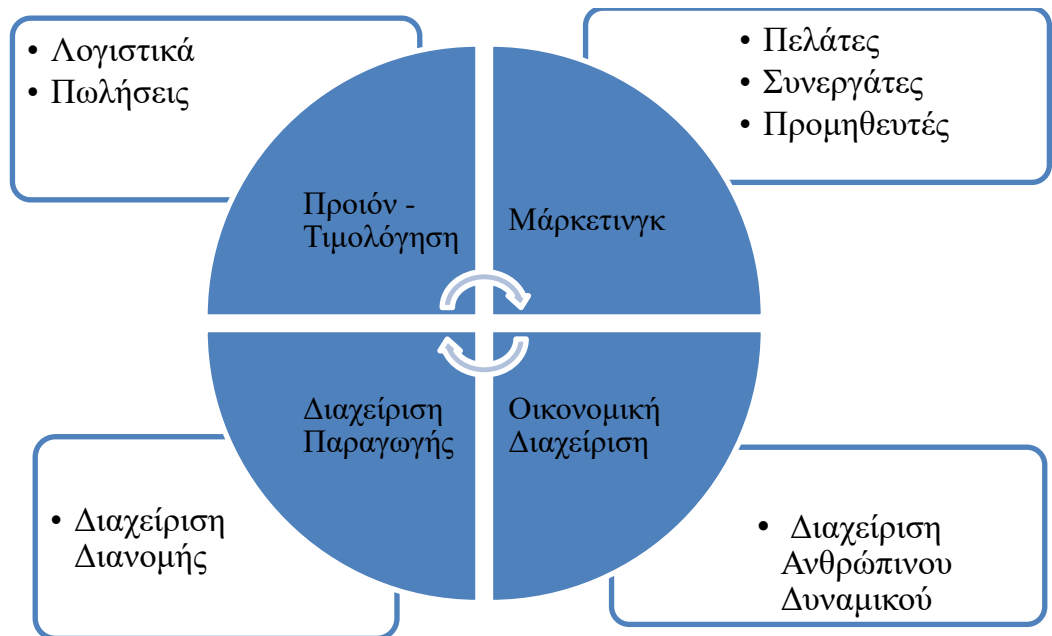 • Λογιστικά
• Πωλήσεις
• Πελάτες
• Συνεργάτες
• Προμηθευτές
Προιόν -
Τιμολόγηση
Μάρκετινγκ
Διαχείριση
Παραγωγής
Οικονομική
Διαχείριση
• Διαχείριση
Διανομής
• Διαχείριση
Ανθρώπινου
Δυναμικού